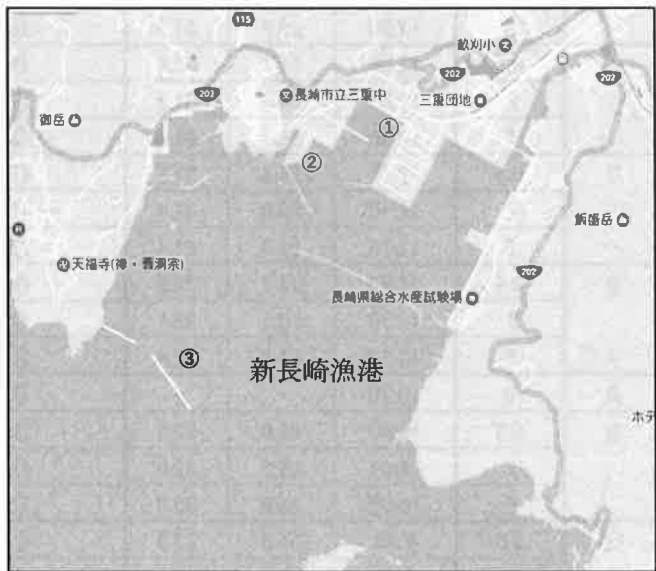 115
畝刈小
202
202
202
長崎市立三重中
三重団地
御岳
①
②
飯盛岳
天福寺(禅・曹洞宗)
202
長崎県総合水産試験場
③
新長崎漁港
ホテ